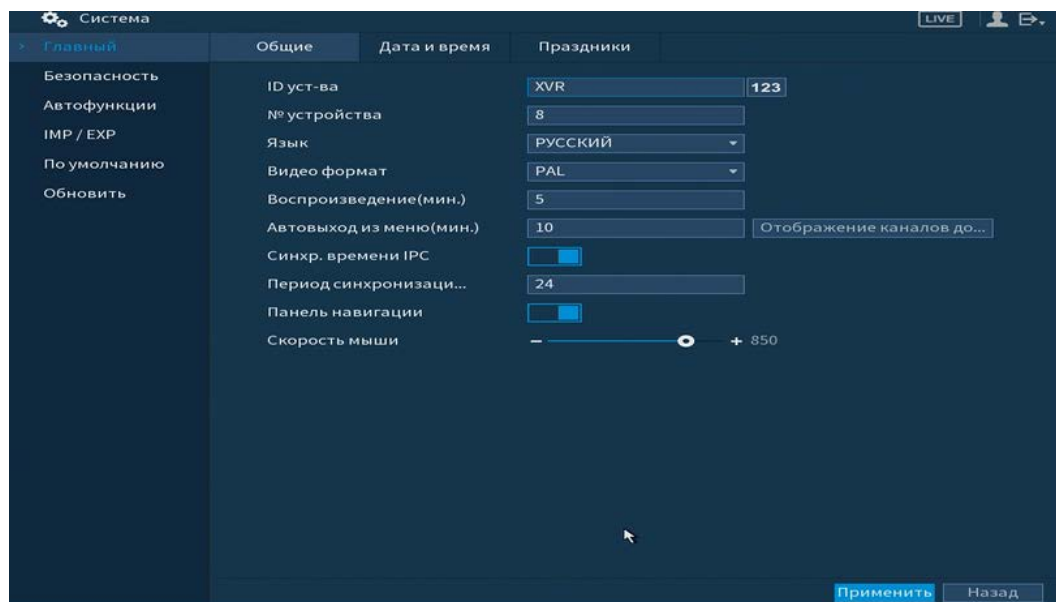 Система LIVE
Главный Общие Дата и время Праздники
Безопасность
Автофункции
IMP / EXP
По умолчанию
Обновить
ID уст-ва XVR 123
№ устройства 8
Язык РУССКИЙ
Видео формат PAL
Воспроизведение(мин.) 5
Автовыход из меню(мин.) 10 Отображение каналов до...
Синхр. времени IPC
Период синхронизаци... 24
Панель навигации
Скорость мыши 850
Применить Назад